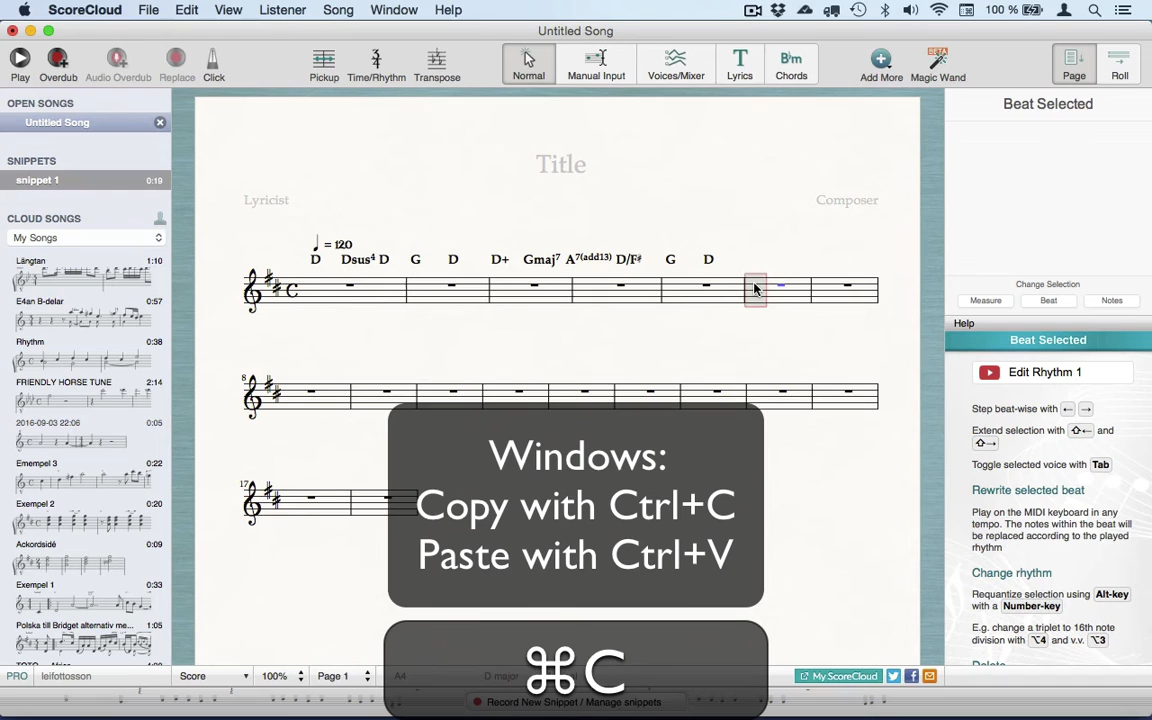 ScoreCloud File Edit View Listener Song Window Help 100 %
Untitled Song
Play Overdub Audio Overdub Replace Click Pickup Time/Rhythm Transpose Normal Manual Input Voices/Mixer Lyrics Chords Add More Magic Wand Page Roll
BETA
OPEN SONGS
Untitled Song
SNIPPETS
snippet 1 0:19
CLOUD SONGS
My Songs
Längtan 1:10
E4an B-delar 0:57
Rhythm 0:38
FRIENDLY HORSE TUNE 2:14
2016-09-03 22:06 0:05
Emempel 3 0:22
Exempel 2 0:28
Ackordsidé 0:09
Exempel 1 0:33
Polska till Bridget alternativ me... 1:05
Title
Lyricist Composer
♩ = 120
D Dsus4 D G D D+ Gmaj7 A7(add13) D/F♯ G D
8
17
Windows:
Copy with Ctrl+C
Paste with Ctrl+V
⌘C
Beat Selected
Change Selection
Measure Beat Notes
Help
Beat Selected
Edit Rhythm 1
Step beat-wise with ← →
Extend selection with ⇧← and
⇧→
Toggle selected voice with Tab
Rewrite selected beat
Play on the MIDI keyboard in
any tempo. The notes within the beat will
be replaced according to the played
rhythm
Change rhythm
Requantize selection using Alt-key
with a Number-key
E.g. change a triplet to 16th note
division with ⌥4 and v.v. ⌥3
PRO leifottosson Score 100% Page 1 A4 D major My ScoreCloud
Record New Snippet / Manage snippets